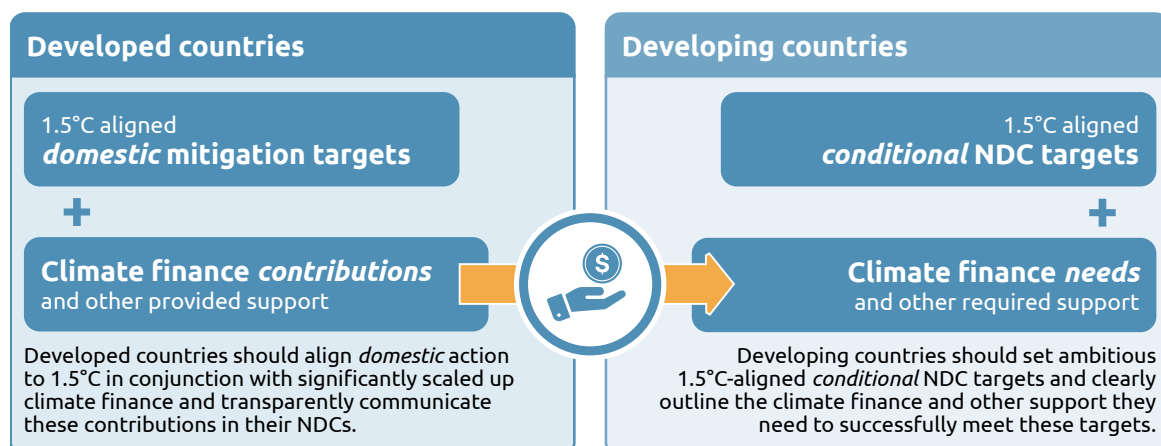 Developed countries
1.5°C aligned
domestic mitigation targets
+
Climate finance contributions
and other provided support
Developed countries should align domestic action
to 1.5°C in conjunction with significantly scaled up
climate finance and transparently communicate
these contributions in their NDCs.
$
Developing countries
1.5°C aligned
conditional NDC targets
+
Climate finance needs
and other required support
Developing countries should set ambitious
1.5°C-aligned conditional NDC targets and clearly
outline the climate finance and other support they
need to successfully meet these targets.